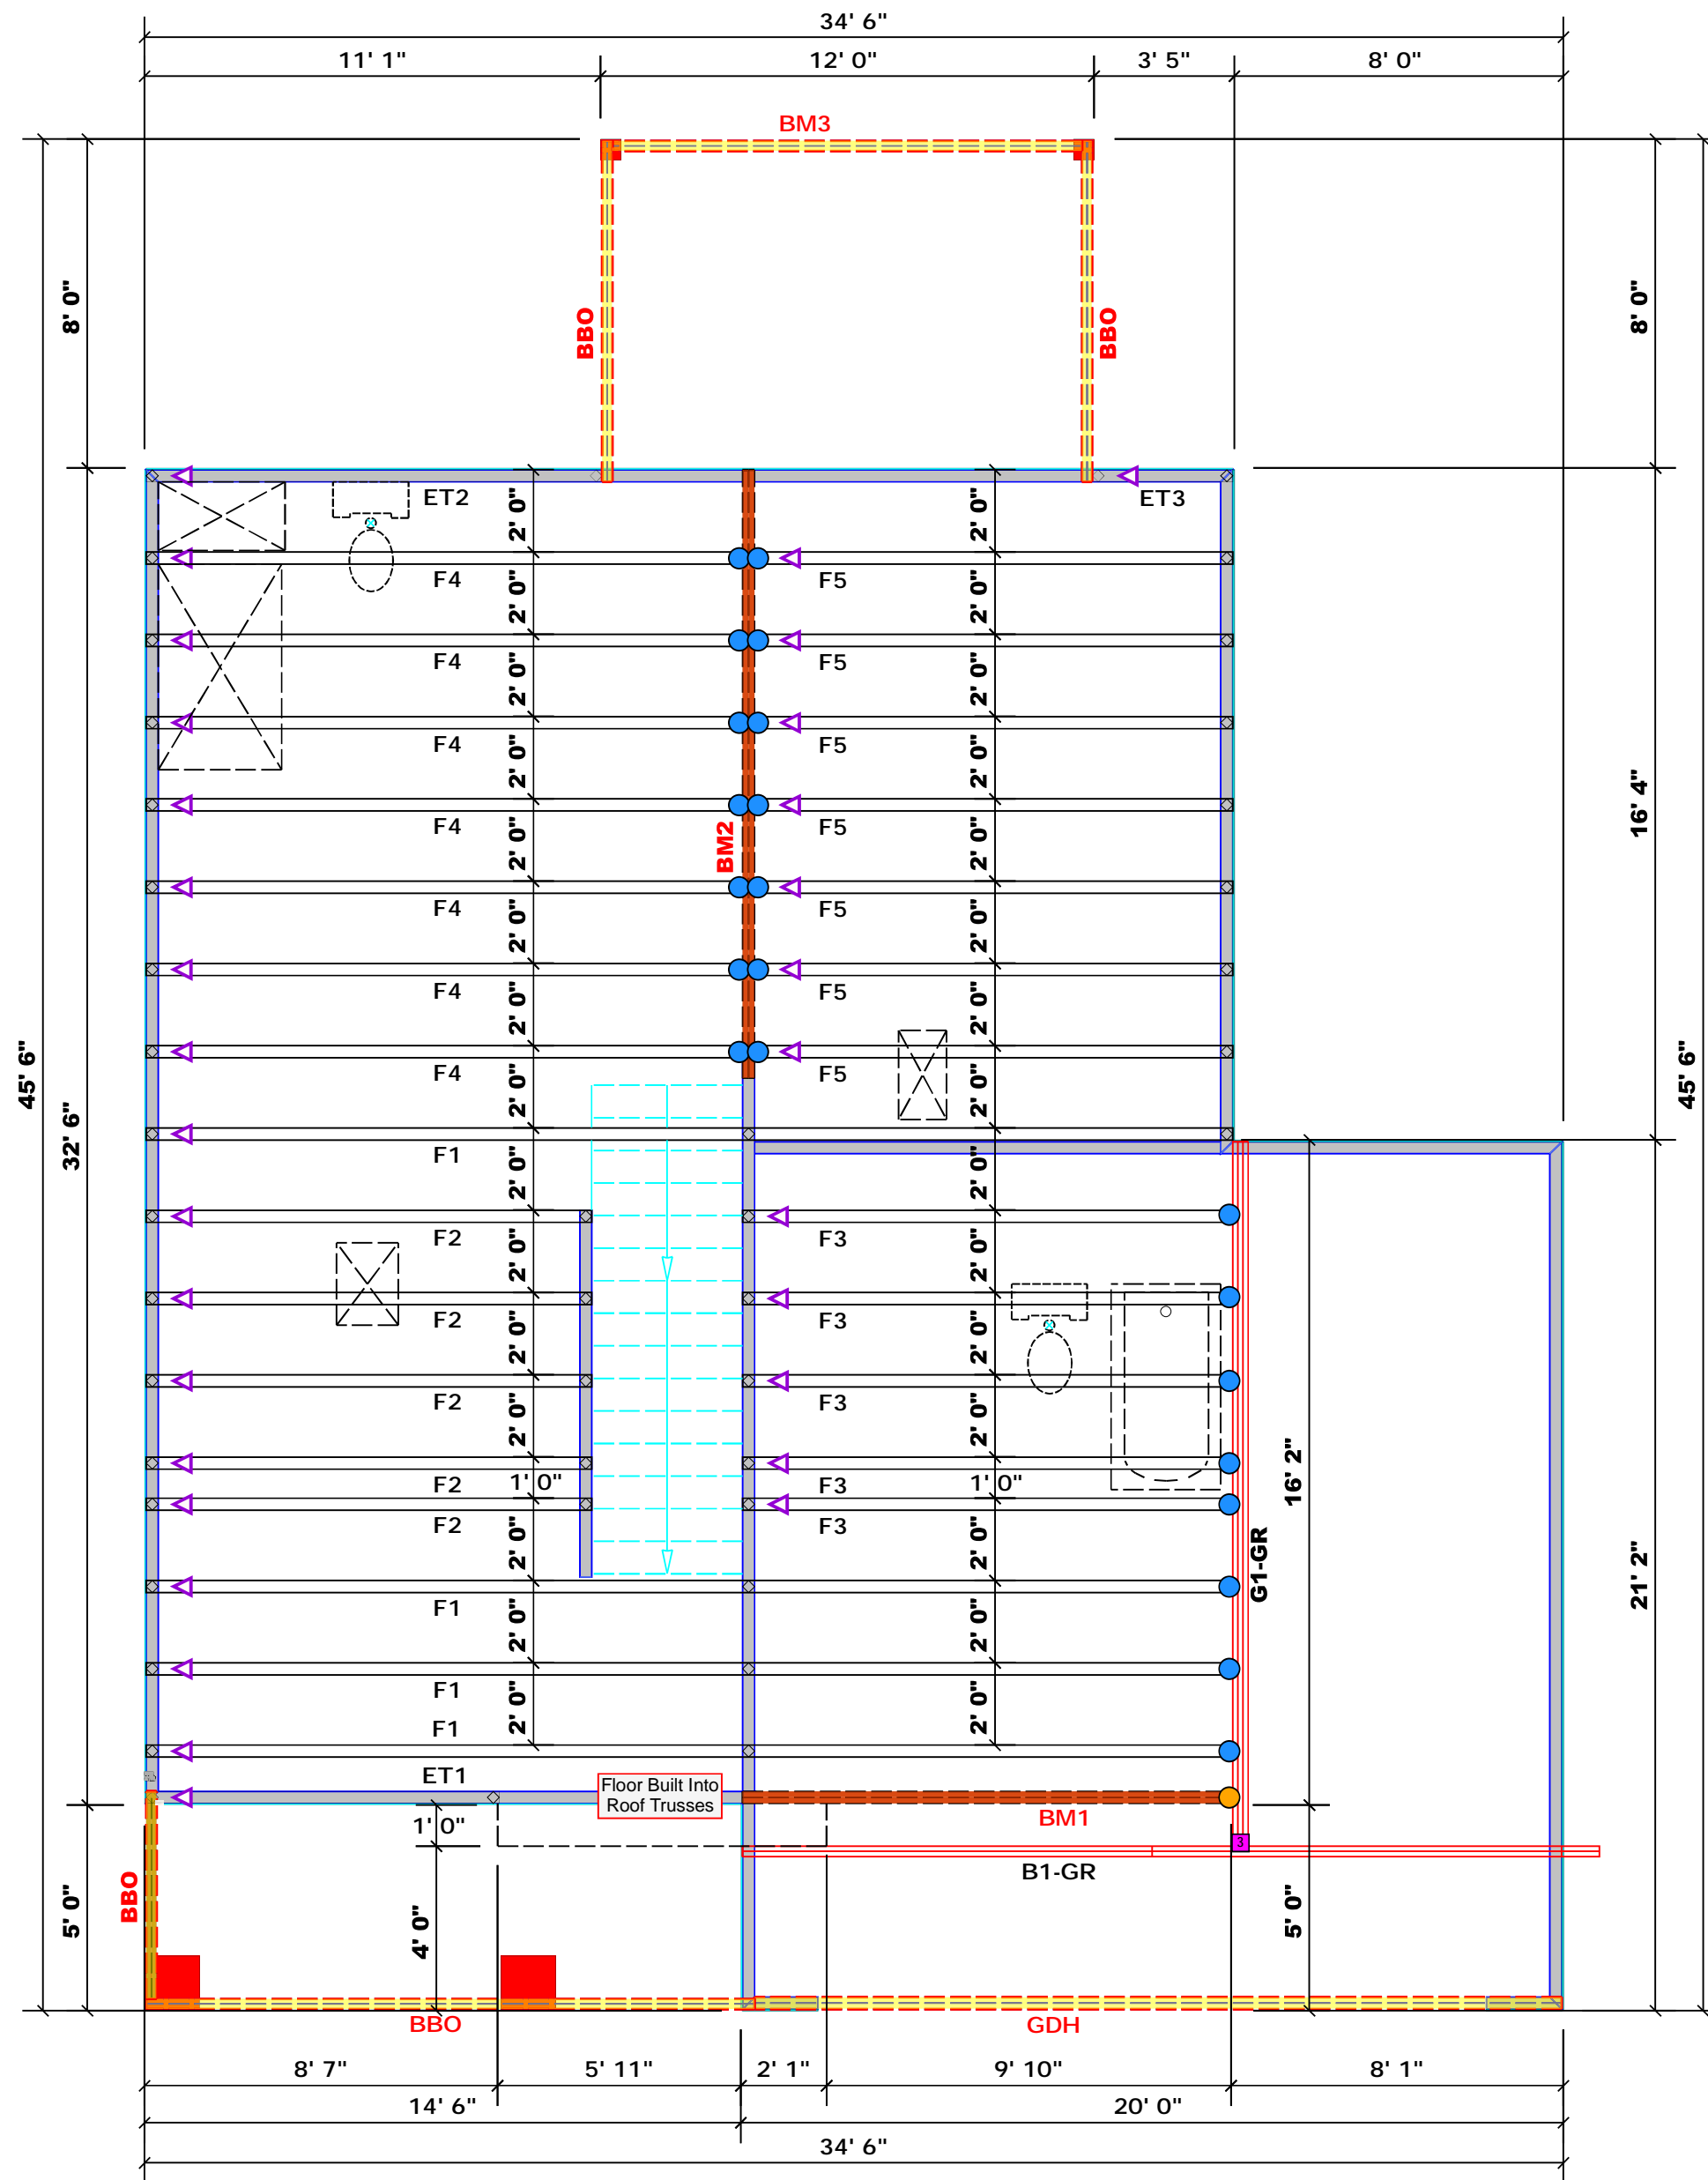 34' 6"
11' 1" 12' 0" 3' 5" 8' 0"
BM3
8' 0" BBO BBO 8' 0"
ET2 ET3
2' 0" 2' 0"
F4 F5
2' 0" 2' 0"
F4 F5
2' 0" 2' 0"
F4 F5
2' 0" 2' 0" 16' 4"
F4 BM2 F5
2' 0" 2' 0"
F4 F5
2' 0" 2' 0"
F4 F5
2' 0" 2' 0"
45' 6" F4 F5 45' 6"
32' 6" 2' 0" 2' 0"
F1
2' 0" 2' 0"
F2 F3
2' 0" 2' 0"
F2 F3
2' 0" 2' 0"
F2 F3
2' 0" 2' 0" 16' 2"
F2 1' 0" F3 1' 0"
F2 F3
2' 0" 2' 0" G1-GR 21' 2"
F1
2' 0" 2' 0"
F1
2' 0" 2' 0"
F1
ET1 Floor Built Into
Roof Trusses
1' 0" BM1
3
B1-GR
5' 0" BBO 4' 0" 5' 0"
BBO GDH
8' 7" 5' 11" 2' 1" 9' 10" 8' 1"
14' 6" 20' 0"
34' 6"